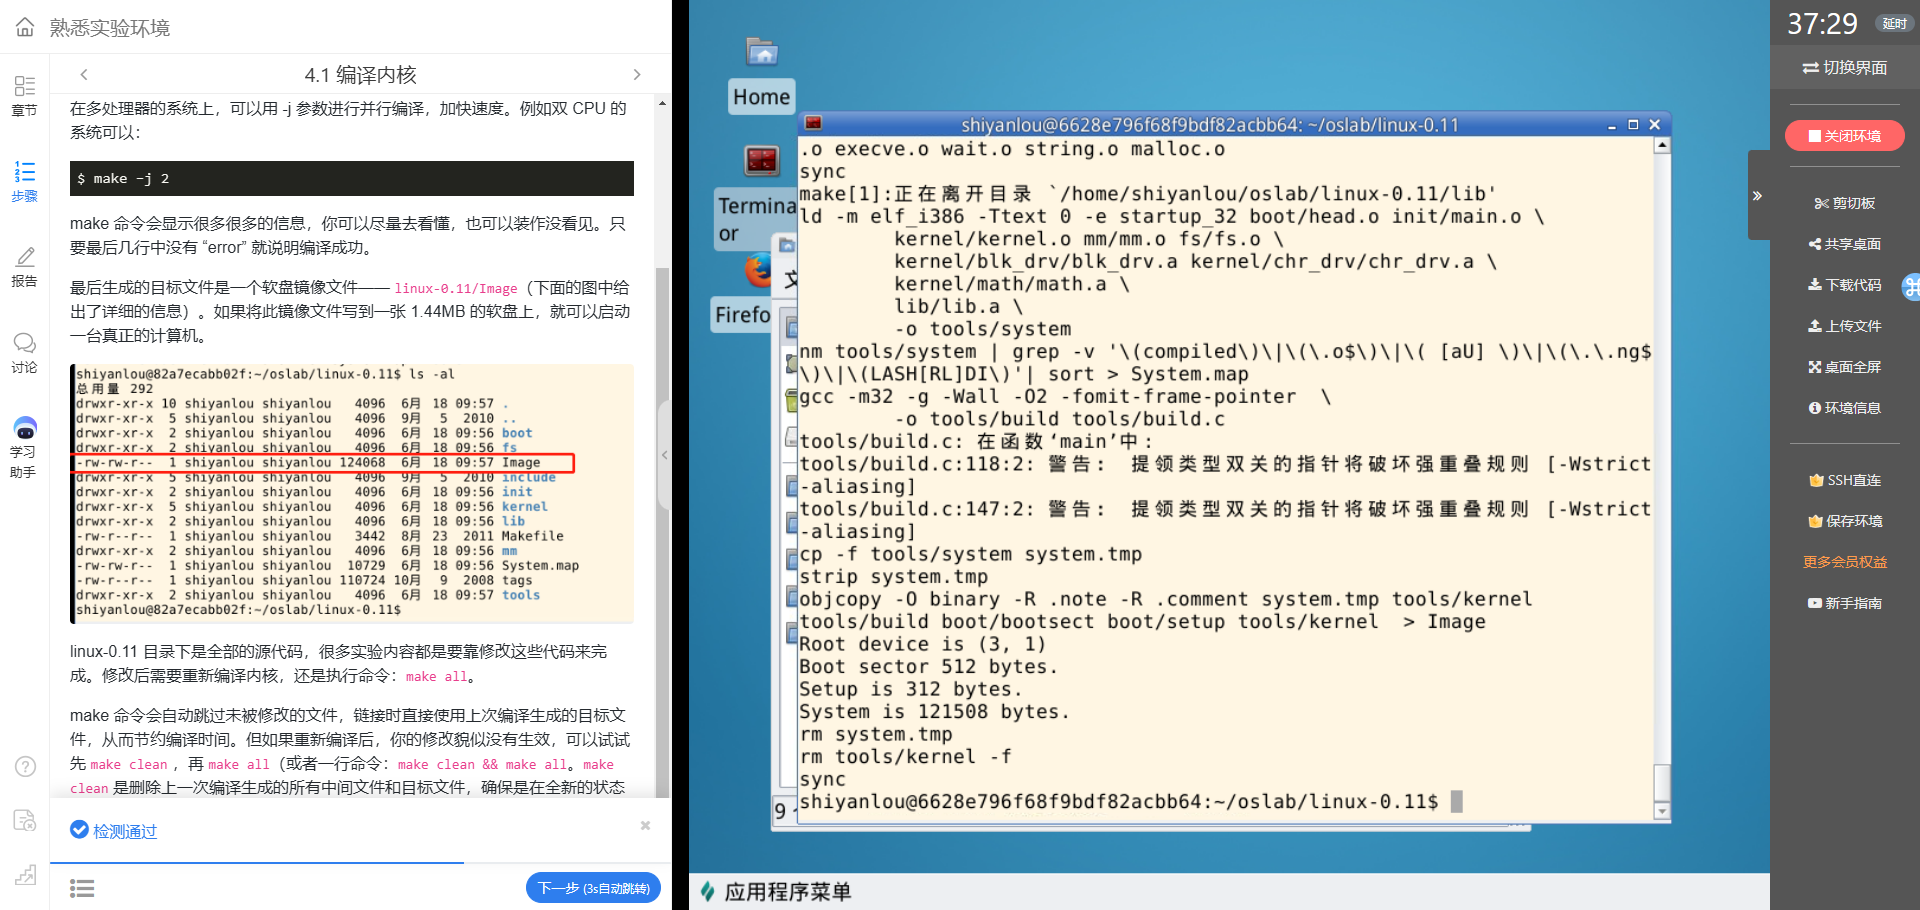 熟悉实验环境
章节
步骤
报告
讨论
学习
助手
4.1 编译内核
在多处理器的系统上，可以用 -j 参数进行并行编译，加快速度。例如双 CPU 的
系统可以：
$ make -j 2
make 命令会显示很多很多的信息，你可以尽量去看懂，也可以装作没看见。只
要最后几行中没有 “error” 就说明编译成功。
最后生成的目标文件是一个软盘镜像文件—— linux-0.11/Image（下面的图中给
出了详细的信息）。如果将此镜像文件写到一张 1.44MB 的软盘上，就可以启动
一台真正的计算机。
shiyanlou@82a7ecabb02f:~/oslab/linux-0.11$ ls -al
总用量 292
drwxr-xr-x 10 shiyanlou shiyanlou   4096  6月  18 09:57 .
drwxr-xr-x  5 shiyanlou shiyanlou   4096  9月   5  2010 ..
drwxr-xr-x  2 shiyanlou shiyanlou   4096  6月  18 09:56 boot
drwxr-xr-x  2 shiyanlou shiyanlou   4096  6月  18 09:56 fs
-rw-rw-r--  1 shiyanlou shiyanlou 124068  6月  18 09:57 Image
drwxr-xr-x  5 shiyanlou shiyanlou   4096  9月   5  2010 include
drwxr-xr-x  2 shiyanlou shiyanlou   4096  6月  18 09:56 init
drwxr-xr-x  5 shiyanlou shiyanlou   4096  6月  18 09:56 kernel
drwxr-xr-x  2 shiyanlou shiyanlou   4096  6月  18 09:56 lib
-rw-r--r--  1 shiyanlou shiyanlou   3442  8月  23  2011 Makefile
drwxr-xr-x  2 shiyanlou shiyanlou   4096  6月  18 09:56 mm
-rw-rw-r--  1 shiyanlou shiyanlou  10729  6月  18 09:56 System.map
-rw-r--r--  1 shiyanlou shiyanlou 110724 10月   9  2008 tags
drwxr-xr-x  2 shiyanlou shiyanlou   4096  6月  18 09:57 tools
shiyanlou@82a7ecabb02f:~/oslab/linux-0.11$
linux-0.11 目录下是全部的源代码，很多实验内容都是要靠修改这些代码来完
成。修改后需要重新编译内核，还是执行命令：make all。
make 命令会自动跳过未被修改的文件，链接时直接使用上次编译生成的目标文
件，从而节约编译时间。但如果重新编译后，你的修改貌似没有生效，可以试试
先 make clean ，再 make all（或者一行命令：make clean && make all。make
clean 是删除上一次编译生成的所有中间文件和目标文件，确保是在全新的状态
检测通过
下一步 (3s自动跳转)
Home
Termina
or
Firefo
文
9
shiyanlou@6628e796f68f9bdf82acbb64: ~/oslab/linux-0.11
.o execve.o wait.o string.o malloc.o
sync
make[1]:正在离开目录 `/home/shiyanlou/oslab/linux-0.11/lib'
ld -m elf_i386 -Ttext 0 -e startup_32 boot/head.o init/main.o \
        kernel/kernel.o mm/mm.o fs/fs.o \
        kernel/blk_drv/blk_drv.a kernel/chr_drv/chr_drv.a \
        kernel/math/math.a \
        lib/lib.a \
        -o tools/system
nm tools/system | grep -v '\(compiled\)\|\(\.o$\)\|\( [aU] \)\|\(\.\.ng$
\)\|\(LASH[RL]DI\)'| sort > System.map
gcc -m32 -g -Wall -O2 -fomit-frame-pointer  \
        -o tools/build tools/build.c
tools/build.c: 在函数‘main’中:
tools/build.c:118:2: 警告: 提领类型双关的指针将破坏强重叠规则 [-Wstrict
-aliasing]
tools/build.c:147:2: 警告: 提领类型双关的指针将破坏强重叠规则 [-Wstrict
-aliasing]
cp -f tools/system system.tmp
strip system.tmp
objcopy -O binary -R .note -R .comment system.tmp tools/kernel
tools/build boot/bootsect boot/setup tools/kernel  > Image
Root device is (3, 1)
Boot sector 512 bytes.
Setup is 312 bytes.
System is 121508 bytes.
rm system.tmp
rm tools/kernel -f
sync
shiyanlou@6628e796f68f9bdf82acbb64:~/oslab/linux-0.11$
应用程序菜单
37:29 延时
切换界面
关闭环境
剪切板
共享桌面
下载代码
上传文件
桌面全屏
环境信息
SSH直连
保存环境
更多会员权益
新手指南